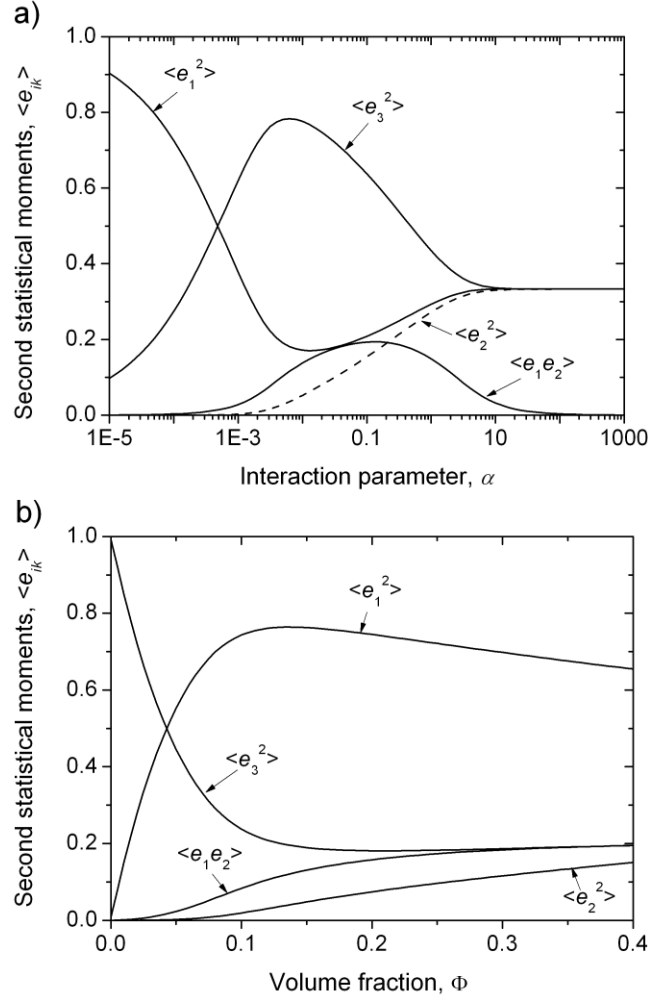 a)
1.0
0.8
0.6
0.4
0.2
0.0
Second statistical moments, <e_ik>
<e_1^2>
<e_3^2>
<e_2^2>
<e_1e_2>
1E-5
1E-3
0.1
10
1000
Interaction parameter, α
b)
1.0
0.8
0.6
0.4
0.2
0.0
Second statistical moments, <e_ik>
<e_1^2>
<e_3^2>
<e_1e_2>
<e_2^2>
0.0
0.1
0.2
0.3
0.4
Volume fraction, Φ